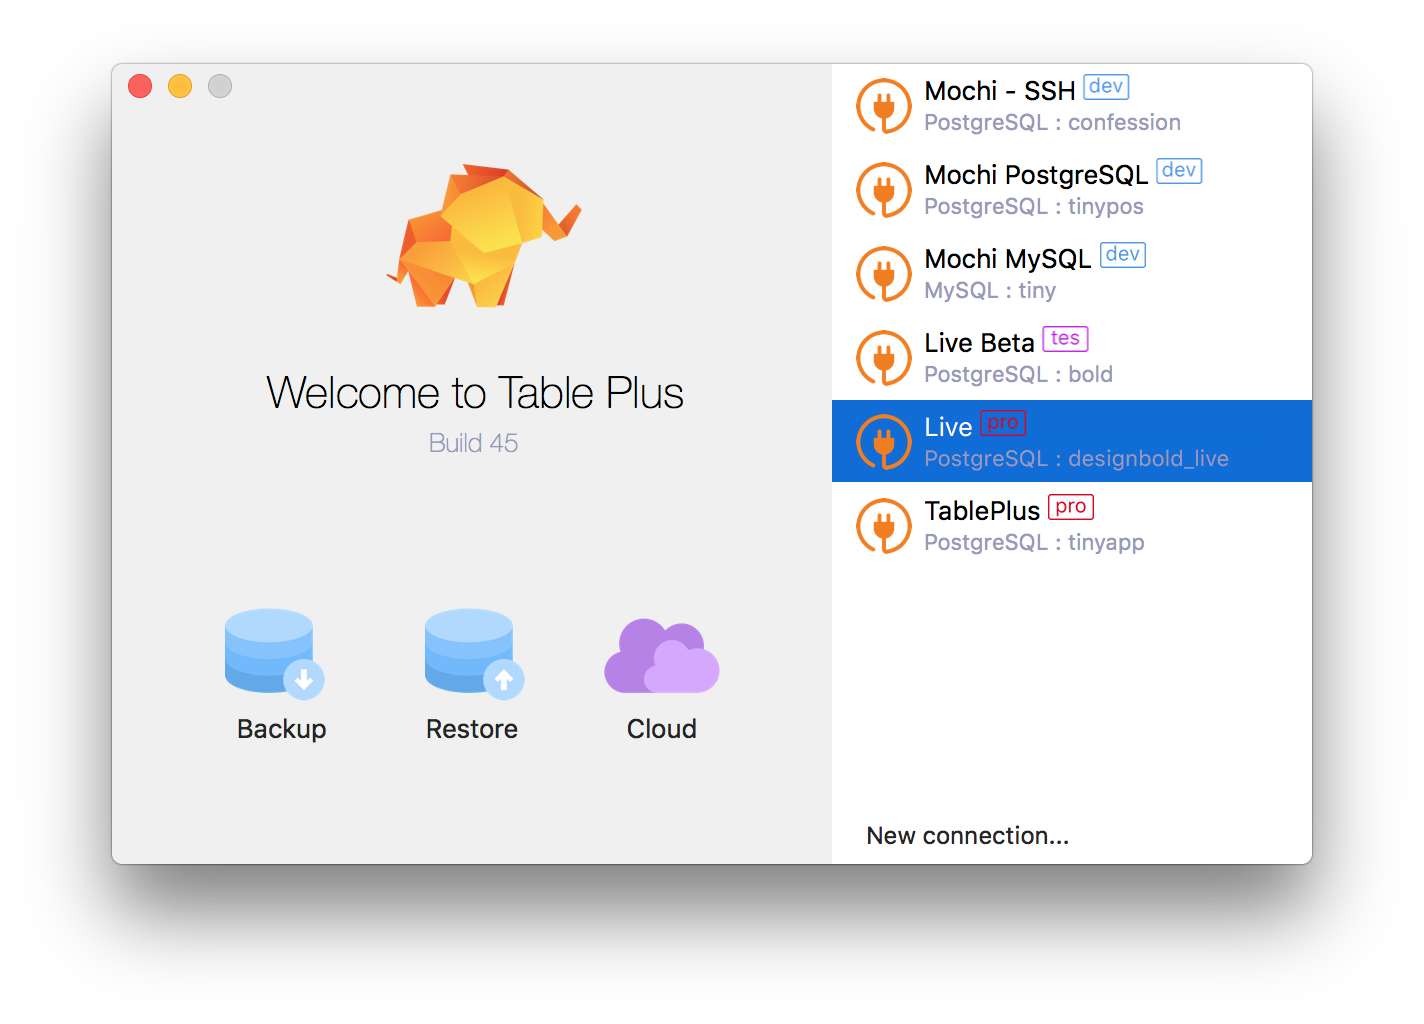 Welcome to Table Plus
Build 45
Backup
Restore
Cloud
Mochi - SSH dev
PostgreSQL : confession
Mochi PostgreSQL dev
PostgreSQL : tinypos
Mochi MySQL dev
MySQL : tiny
Live Beta tes
PostgreSQL : bold
Live pro
PostgreSQL : designbold_live
TablePlus pro
PostgreSQL : tinyapp
New connection...